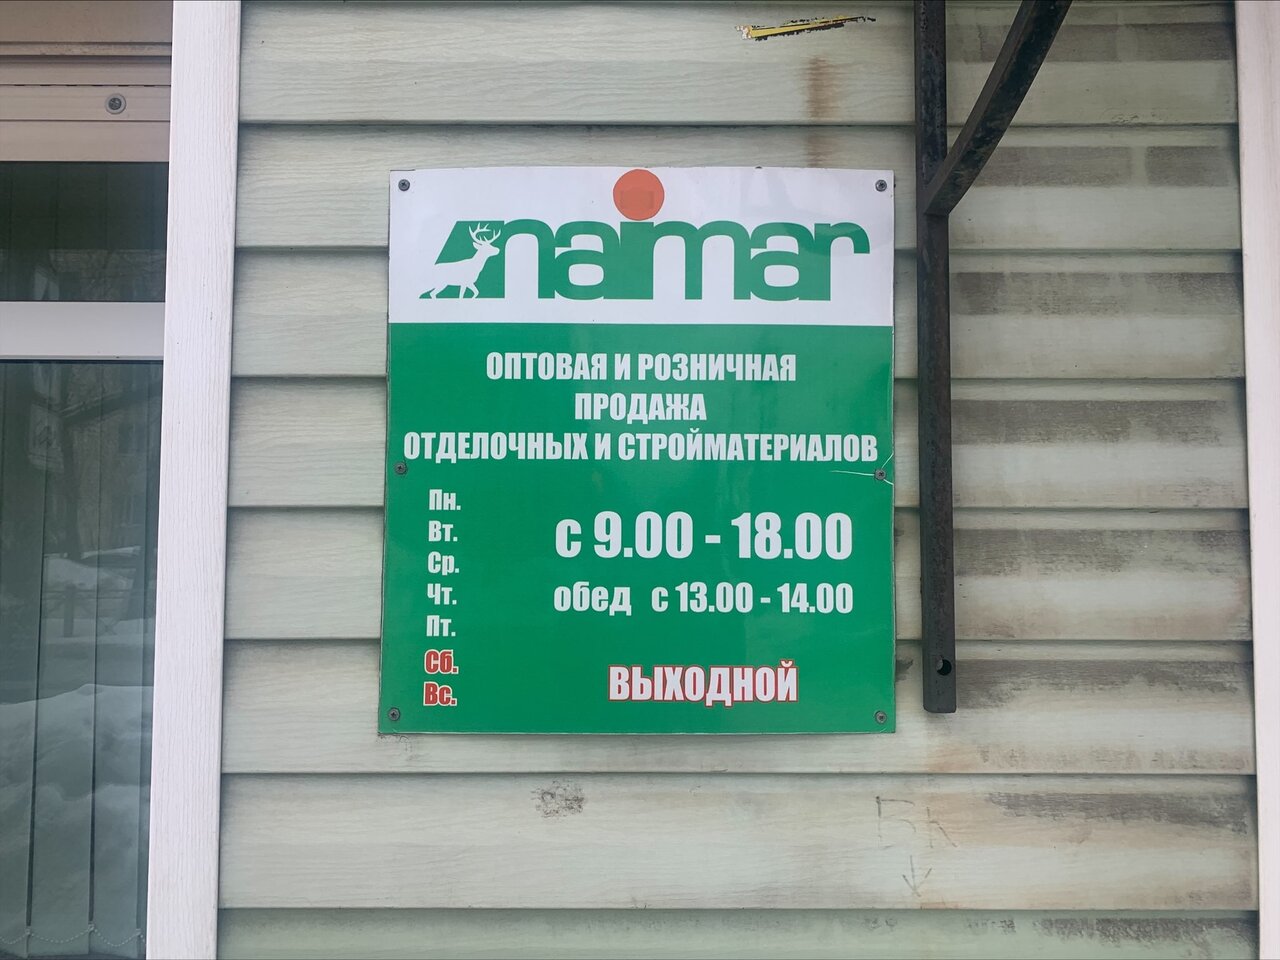 naimar
ОПТОВАЯ И РОЗНИЧНАЯ
ПРОДАЖА
ОТДЕЛОЧНЫХ И СТРОЙМАТЕРИАЛОВ
Пн.
Вт.
Ср.
Чт.
Пт.
Сб.
Вс.
с 9.00 - 18.00
обед с 13.00 - 14.00
ВЫХОДНОЙ